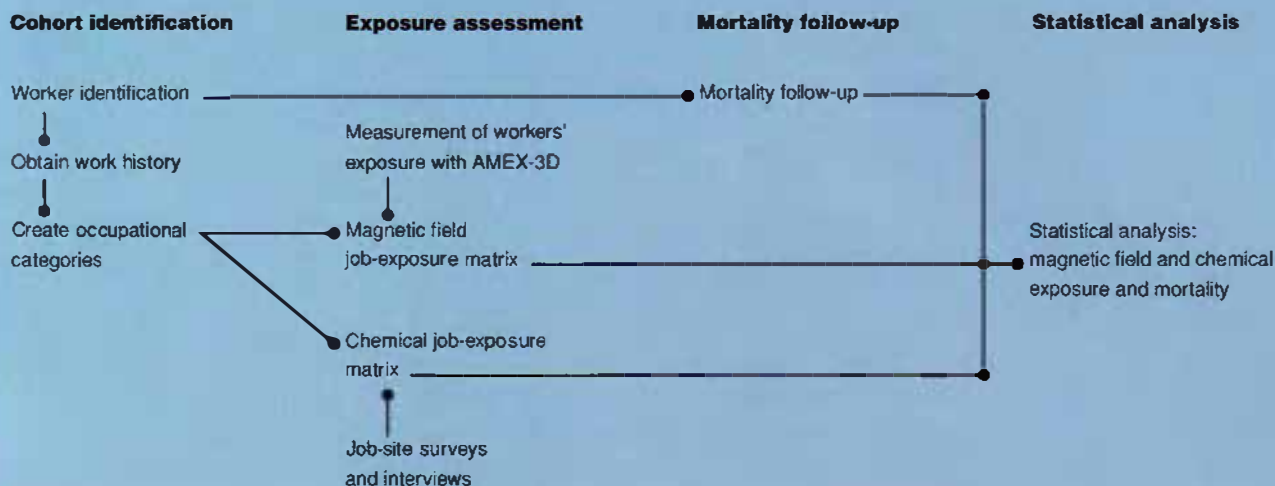 Cohort identification
Exposure assessment
Mortality follow-up
Statistical analysis
Worker identification
Obtain work history
Create occupational
categories
Measurement of workers'
exposure with AMEX-3D
Magnetic field
job-exposure matrix
Chemical job-exposure
matrix
Job-site surveys
and interviews
Mortality follow-up
Statistical analysis:
magnetic field and chemical
exposure and mortality